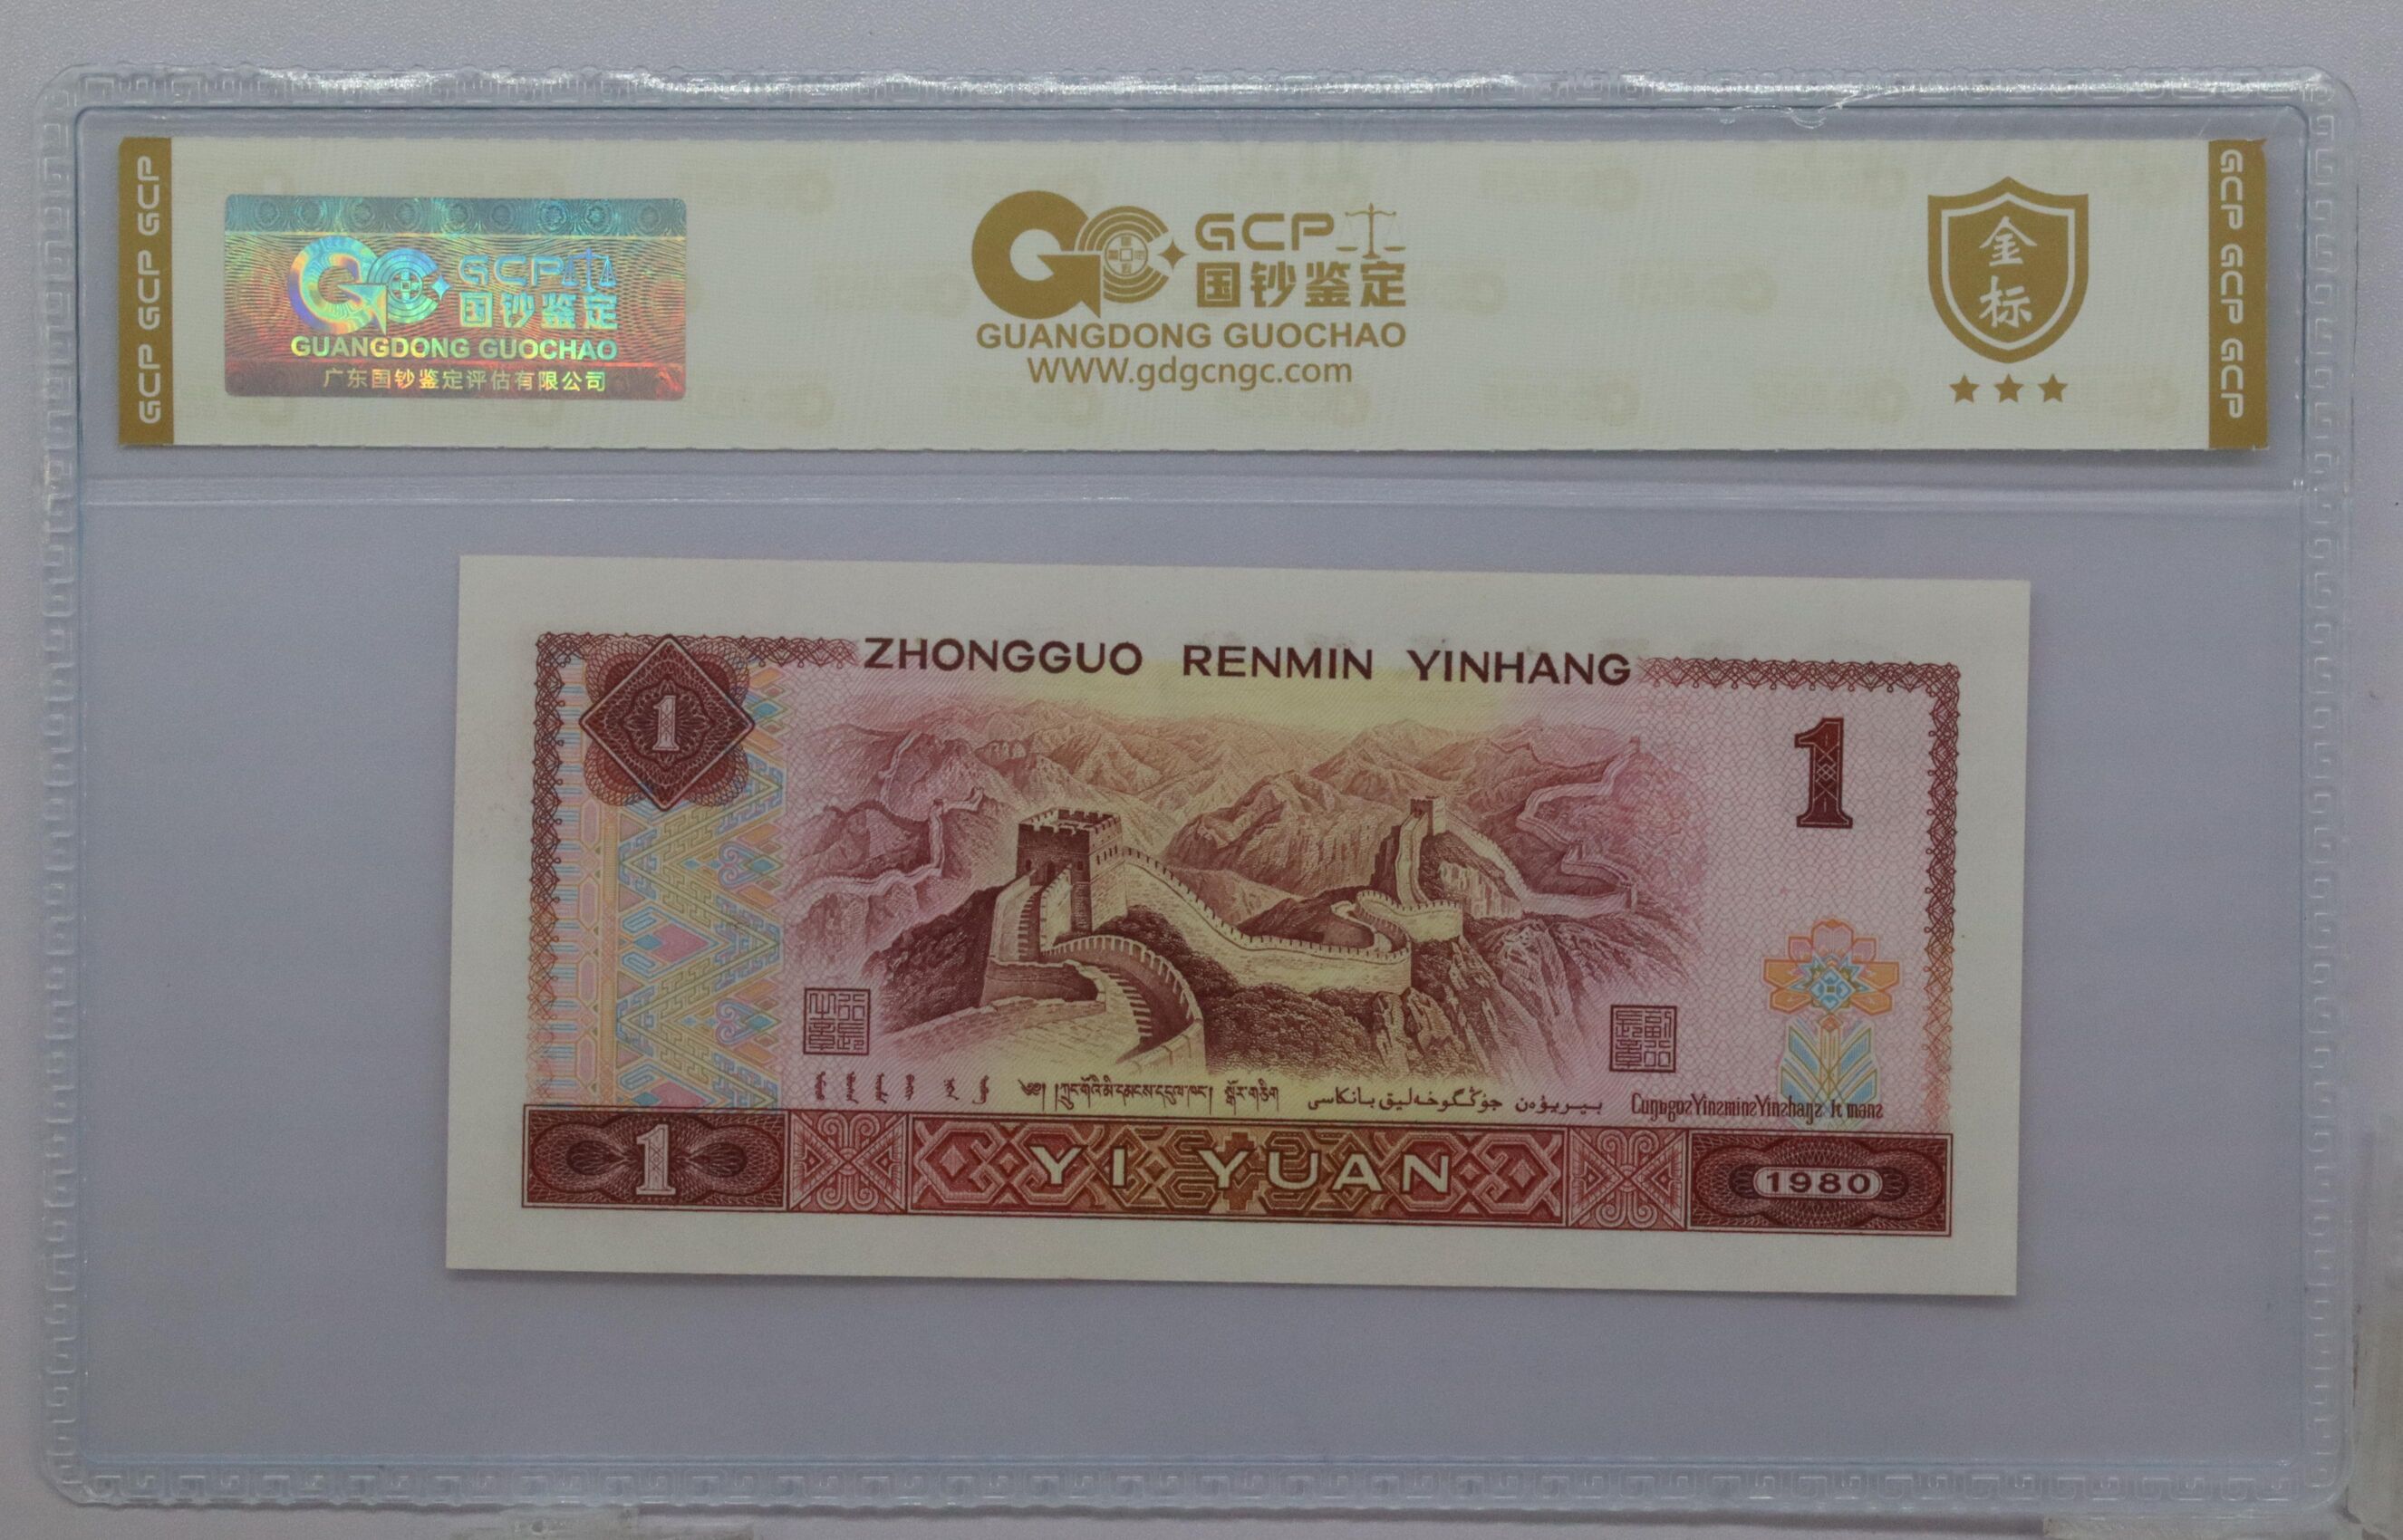 GCP GCP GCP
GCP
国钞鉴定
GUANGDONG GUOCHAO
广东国钞鉴定评估有限公司
GCP
国钞鉴定
GUANGDONG GUOCHAO
WWW.gdgcngc.com
金
标
GCP GCP GCP
ZHONGGUO RENMIN YINHANG
1
1
1
YI YUAN
1980